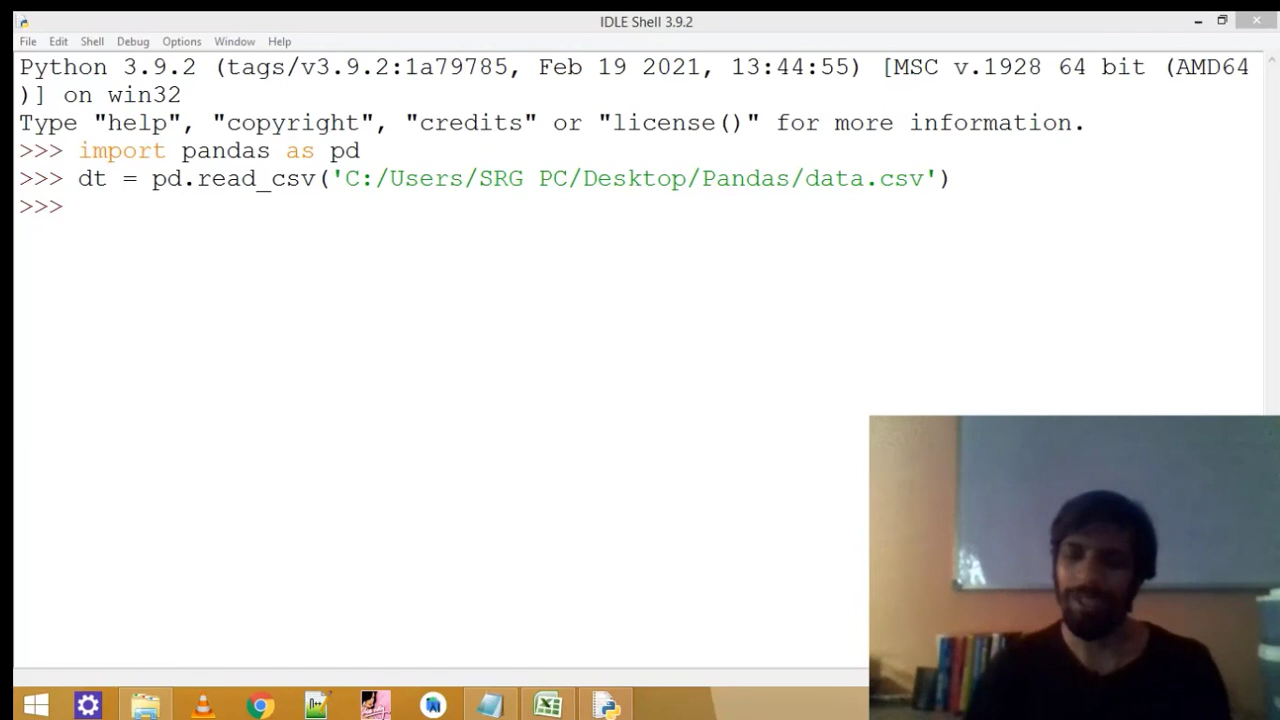 IDLE Shell 3.9.2
File Edit Shell Debug Options Window Help
Python 3.9.2 (tags/v3.9.2:1a79785, Feb 19 2021, 13:44:55) [MSC v.1928 64 bit (AMD64
)] on win32
Type "help", "copyright", "credits" or "license()" for more information.
>>> import pandas as pd
>>> dt = pd.read_csv('C:/Users/SRG PC/Desktop/Pandas/data.csv')
>>>